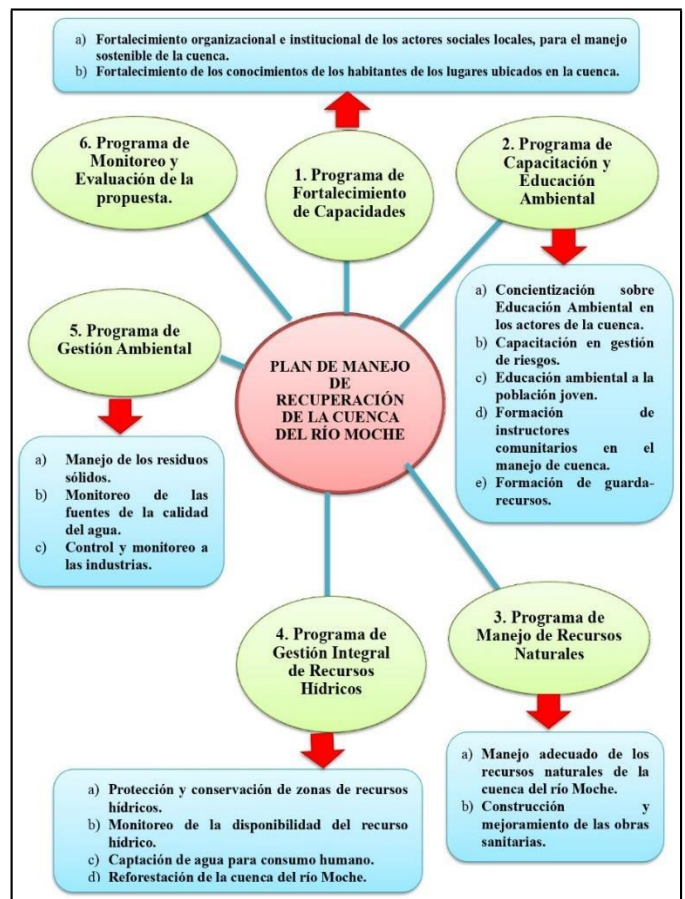 a) Fortalecimiento organizacional e institucional de los actores sociales locales, para el manejo
sostenible de la cuenca.
b) Fortalecimiento de los conocimientos de los habitantes de los lugares ubicados en la cuenca.
6. Programa de
Monitoreo y
Evaluación de la
propuesta.
1. Programa de
Fortalecimiento
de Capacidades
2. Programa de
Capacitación y
Educación
Ambiental
a) Concientización sobre
Educación Ambiental en
los actores de la cuenca.
b) Capacitación en gestión
de riesgos.
c) Educación ambiental a la
población joven.
d) Formación de
instructores
comunitarios en el
manejo de cuenca.
e) Formación de guarda-
recursos.
5. Programa de
Gestión Ambiental
PLAN DE MANEJO
DE
RECUPERACIÓN
DE LA CUENCA
DEL RÍO MOCHE
a) Manejo de los residuos
sólidos.
b) Monitoreo de las
fuentes de la calidad
del agua.
c) Control y monitoreo a
las industrias.
4. Programa de
Gestión Integral
de Recursos
Hídricos
3. Programa de
Manejo de Recursos
Naturales
a) Protección y conservación de zonas de recursos
hídricos.
b) Monitoreo de la disponibilidad del recurso
hídrico.
c) Captación de agua para consumo humano.
d) Reforestación de la cuenca del río Moche.
a) Manejo adecuado de los
recursos naturales de la
cuenca del río Moche.
b) Construcción y
mejoramiento de las obras
sanitarias.